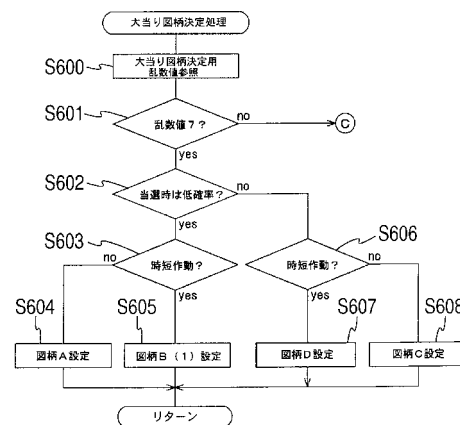 大当り図柄決定処理
S600
大当り図柄決定用
乱数値参照
S601
乱数値7?
no
C
yes
S602
当選時は低確率?
no
yes
S603
時短作動?
no
yes
S606
時短作動?
no
yes
S604
図柄A設定
S605
図柄B(1)設定
S607
図柄D設定
S608
図柄C設定
リターン